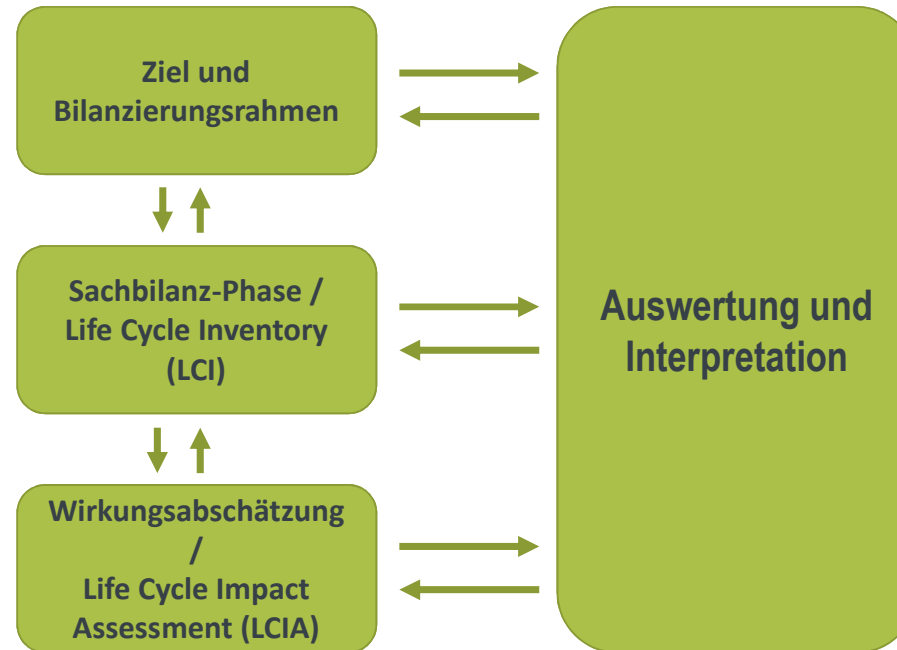 Ziel und
Bilanzierungsrahmen
Sachbilanz-Phase /
Life Cycle Inventory
(LCI)
Wirkungsabschätzung
/
Life Cycle Impact
Assessment (LCIA)
Auswertung und
Interpretation